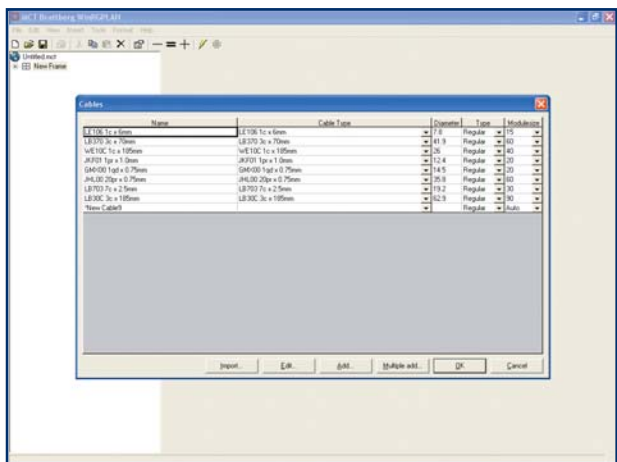 MCT Brattberg WinRGPLAN
File Edit View Insert Tools Format Help
Untitled.mct
New Frame
Cables
Name Cable Type Diameter Type Modulesize
LE106 1c x 6mm LE106 1c x 6mm 7.8 Regular 15
LB370 3c x 70mm LB370 3c x 70mm 41.9 Regular 60
WE10C 1c x 185mm WE10C 1c x 185mm 26 Regular 40
JKF01 1pr x 1.0mm JKF01 1pr x 1.0mm 12.4 Regular 20
GMH00 1qd x 0.75mm GMH00 1qd x 0.75mm 14.5 Regular 20
JHL00 20pr x 0.75mm JHL00 20pr x 0.75mm 35.8 Regular 60
LB703 7c x 2.5mm LB703 7c x 2.5mm 19.2 Regular 30
LB30C 3c x 185mm LB30C 3c x 185mm 62.9 Regular 90
*New Cable9 Regular Auto
Import... Edit... Add... Multiple add... OK Cancel